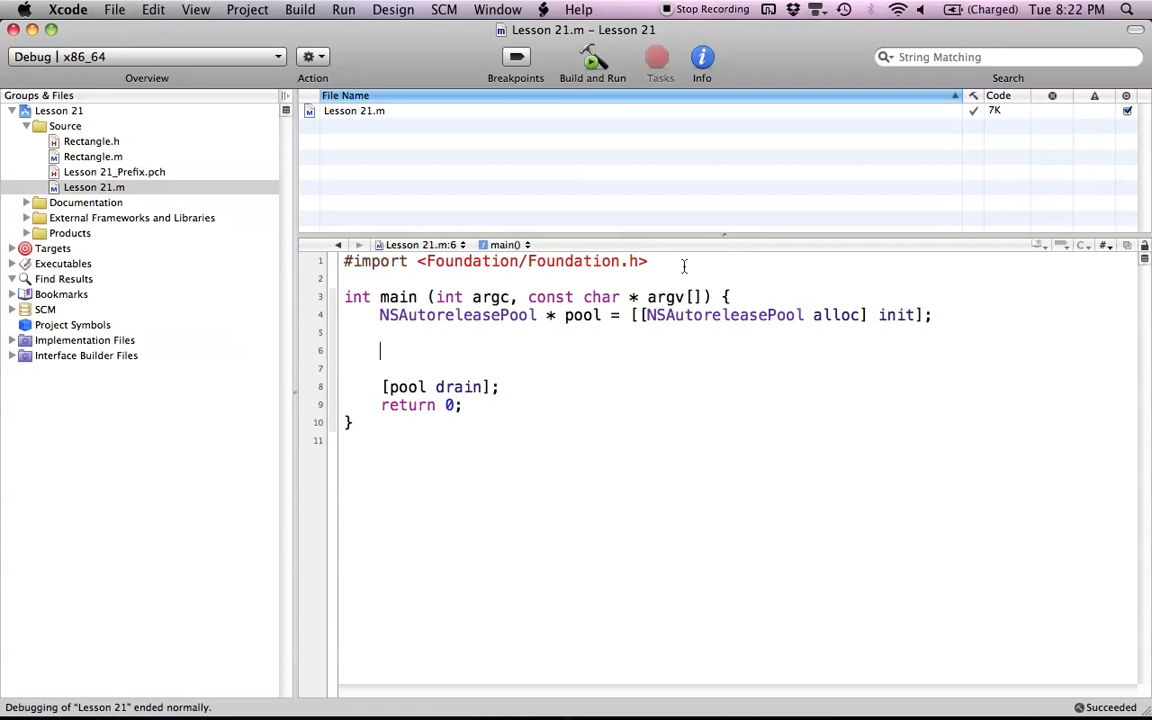 Xcode File Edit View Project Build Run Design SCM Window Help Stop Recording (Charged) Tue 8:22 PM
Lesson 21.m – Lesson 21
Debug | x86_64
String Matching
Overview Action Breakpoints Build and Run Tasks Info Search
Groups & Files
File Name Code
Lesson 21
Lesson 21.m 7K
Source
Rectangle.h
Rectangle.m
Lesson 21_Prefix.pch
Lesson 21.m
Documentation
External Frameworks and Libraries
Products
Targets
Executables
Find Results
Bookmarks
SCM
Project Symbols
Implementation Files
Interface Builder Files
Lesson 21.m:6 main() C #
1 #import <Foundation/Foundation.h>
2
3 int main (int argc, const char * argv[]) {
4 NSAutoreleasePool * pool = [[NSAutoreleasePool alloc] init];
5
6
7
8 [pool drain];
9 return 0;
10 }
11
Debugging of "Lesson 21" ended normally. Succeeded